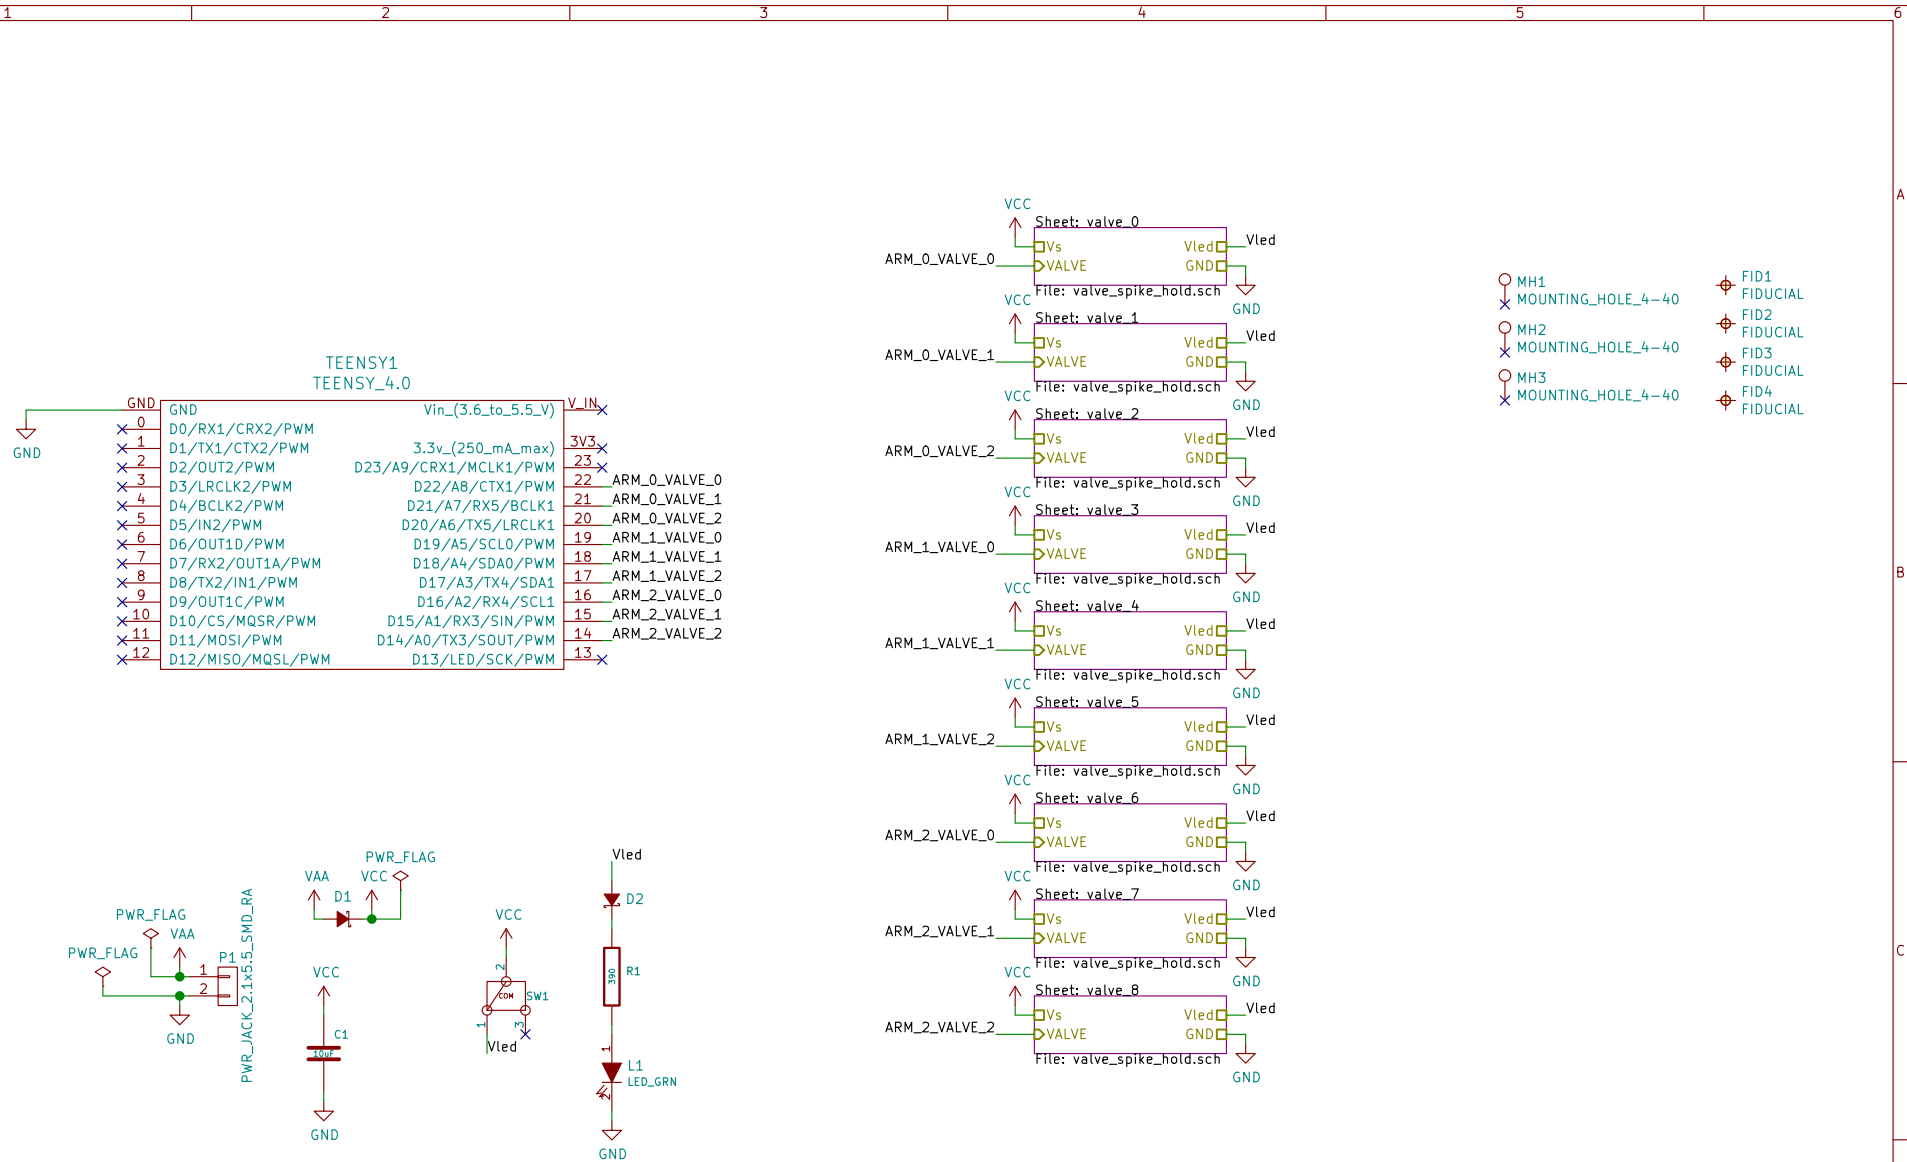 1 2 3 4 5 6
A
B
C
TEENSY1
TEENSY_4.0
GND GND Vin_(3.6_to_5.5_V) V_IN
0 D0/RX1/CRX2/PWM
1 D1/TX1/CTX2/PWM 3.3v_(250_mA_max) 3V3
2 D2/OUT2/PWM D23/A9/CRX1/MCLK1/PWM 23
3 D3/LRCLK2/PWM D22/A8/CTX1/PWM 22 ARM_0_VALVE_0
4 D4/BCLK2/PWM D21/A7/RX5/BCLK1 21 ARM_0_VALVE_1
5 D5/IN2/PWM D20/A6/TX5/LRCLK1 20 ARM_0_VALVE_2
6 D6/OUT1D/PWM D19/A5/SCL0/PWM 19 ARM_1_VALVE_0
7 D7/RX2/OUT1A/PWM D18/A4/SDA0/PWM 18 ARM_1_VALVE_1
8 D8/TX2/IN1/PWM D17/A3/TX4/SDA1 17 ARM_1_VALVE_2
9 D9/OUT1C/PWM D16/A2/RX4/SCL1 16 ARM_2_VALVE_0
10 D10/CS/MQSR/PWM D15/A1/RX3/SIN/PWM 15 ARM_2_VALVE_1
11 D11/MOSI/PWM D14/A0/TX3/SOUT/PWM 14 ARM_2_VALVE_2
12 D12/MISO/MQSL/PWM D13/LED/SCK/PWM 13
GND
PWR_FLAG
VAA
PWR_FLAG
P1
1
2
PWR_JACK_2.1x5.5_SMD_RA
GND
PWR_FLAG
VAA VCC
D1
VCC
C1
10uF
GND
VCC
2
COM
SW1
1 3
Vled
Vled
D2
R1
390
1
L1
LED_GRN
2
GND
VCC
Sheet: valve_0
Vs Vled Vled
ARM_0_VALVE_0 VALVE GND
File: valve_spike_hold.sch
GND
VCC
Sheet: valve_1
Vs Vled Vled
ARM_0_VALVE_1 VALVE GND
File: valve_spike_hold.sch
GND
VCC
Sheet: valve_2
Vs Vled Vled
ARM_0_VALVE_2 VALVE GND
File: valve_spike_hold.sch
GND
VCC
Sheet: valve_3
Vs Vled Vled
ARM_1_VALVE_0 VALVE GND
File: valve_spike_hold.sch
GND
VCC
Sheet: valve_4
Vs Vled Vled
ARM_1_VALVE_1 VALVE GND
File: valve_spike_hold.sch
GND
VCC
Sheet: valve_5
Vs Vled Vled
ARM_1_VALVE_2 VALVE GND
File: valve_spike_hold.sch
GND
VCC
Sheet: valve_6
Vs Vled Vled
ARM_2_VALVE_0 VALVE GND
File: valve_spike_hold.sch
GND
VCC
Sheet: valve_7
Vs Vled Vled
ARM_2_VALVE_1 VALVE GND
File: valve_spike_hold.sch
GND
VCC
Sheet: valve_8
Vs Vled Vled
ARM_2_VALVE_2 VALVE GND
File: valve_spike_hold.sch
GND
MH1
MOUNTING_HOLE_4-40
MH2
MOUNTING_HOLE_4-40
MH3
MOUNTING_HOLE_4-40
FID1
FIDUCIAL
FID2
FIDUCIAL
FID3
FIDUCIAL
FID4
FIDUCIAL